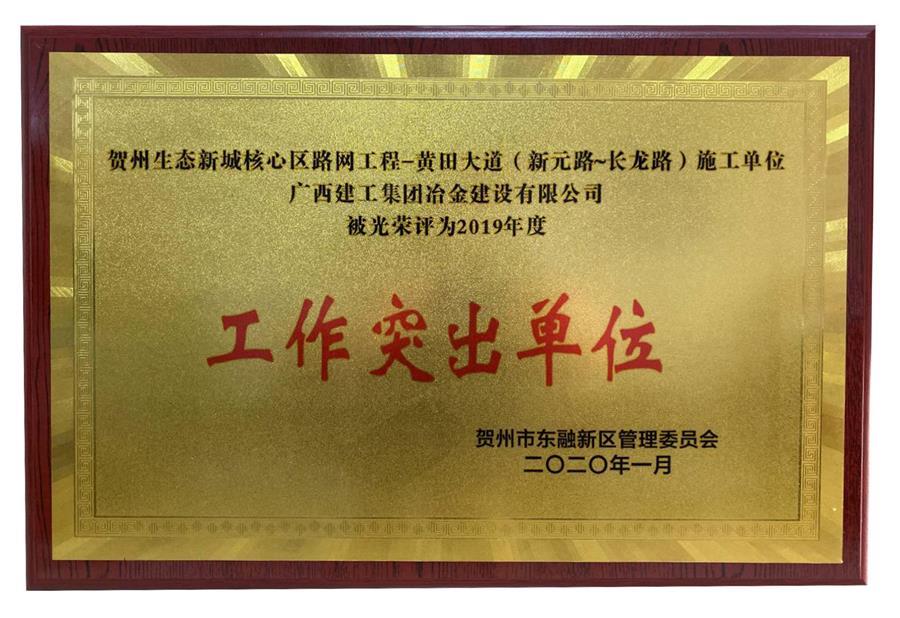 贺州生态新城核心区路网工程-黄田大道（新元路~长龙路）施工单位
广西建工集团冶金建设有限公司
被光荣评为2019年度
工作突出单位
贺州市东融新区管理委员会
二〇二〇年一月